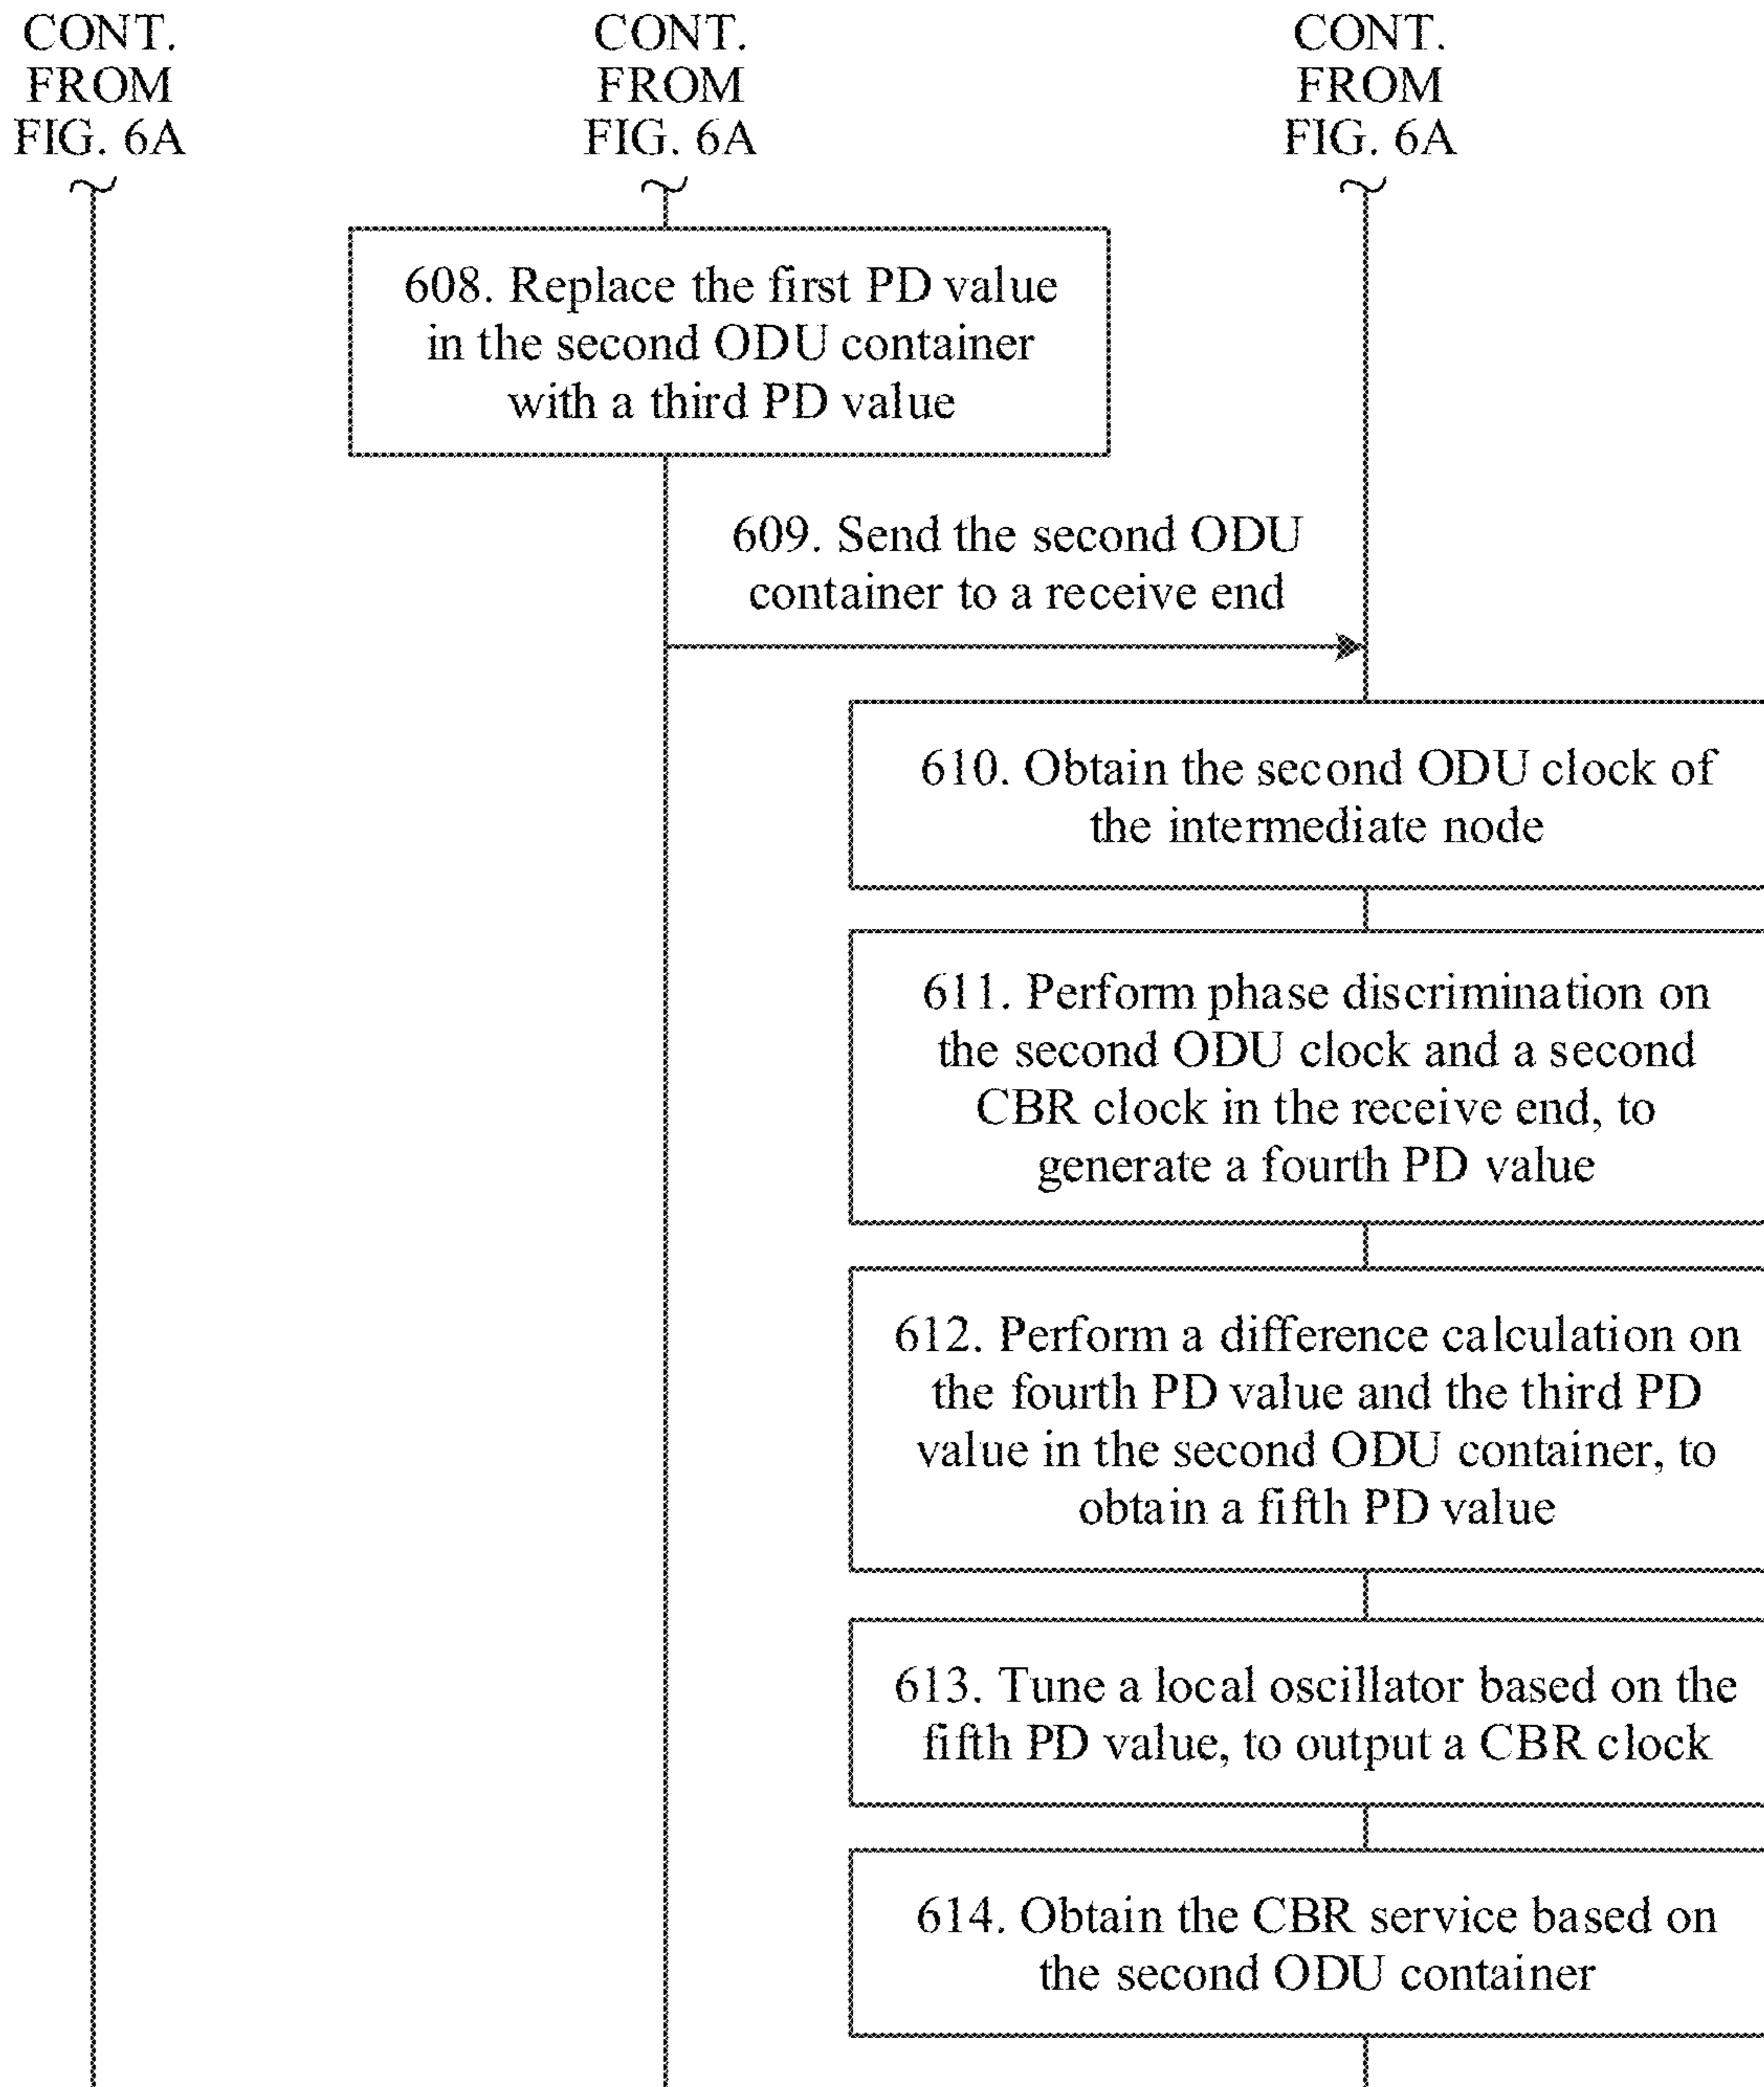 CONT.
FROM
FIG. 6A
CONT.
FROM
FIG. 6A
CONT.
FROM
FIG. 6A
608. Replace the first PD value
in the second ODU container
with a third PD value
609. Send the second ODU
container to a receive end
610. Obtain the second ODU clock of
the intermediate node
611. Perform phase discrimination on
the second ODU clock and a second
CBR clock in the receive end, to
generate a fourth PD value
612. Perform a difference calculation on
the fourth PD value and the third PD
value in the second ODU container, to
obtain a fifth PD value
613. Tune a local oscillator based on the
fifth PD value, to output a CBR clock
614. Obtain the CBR service based on
the second ODU container